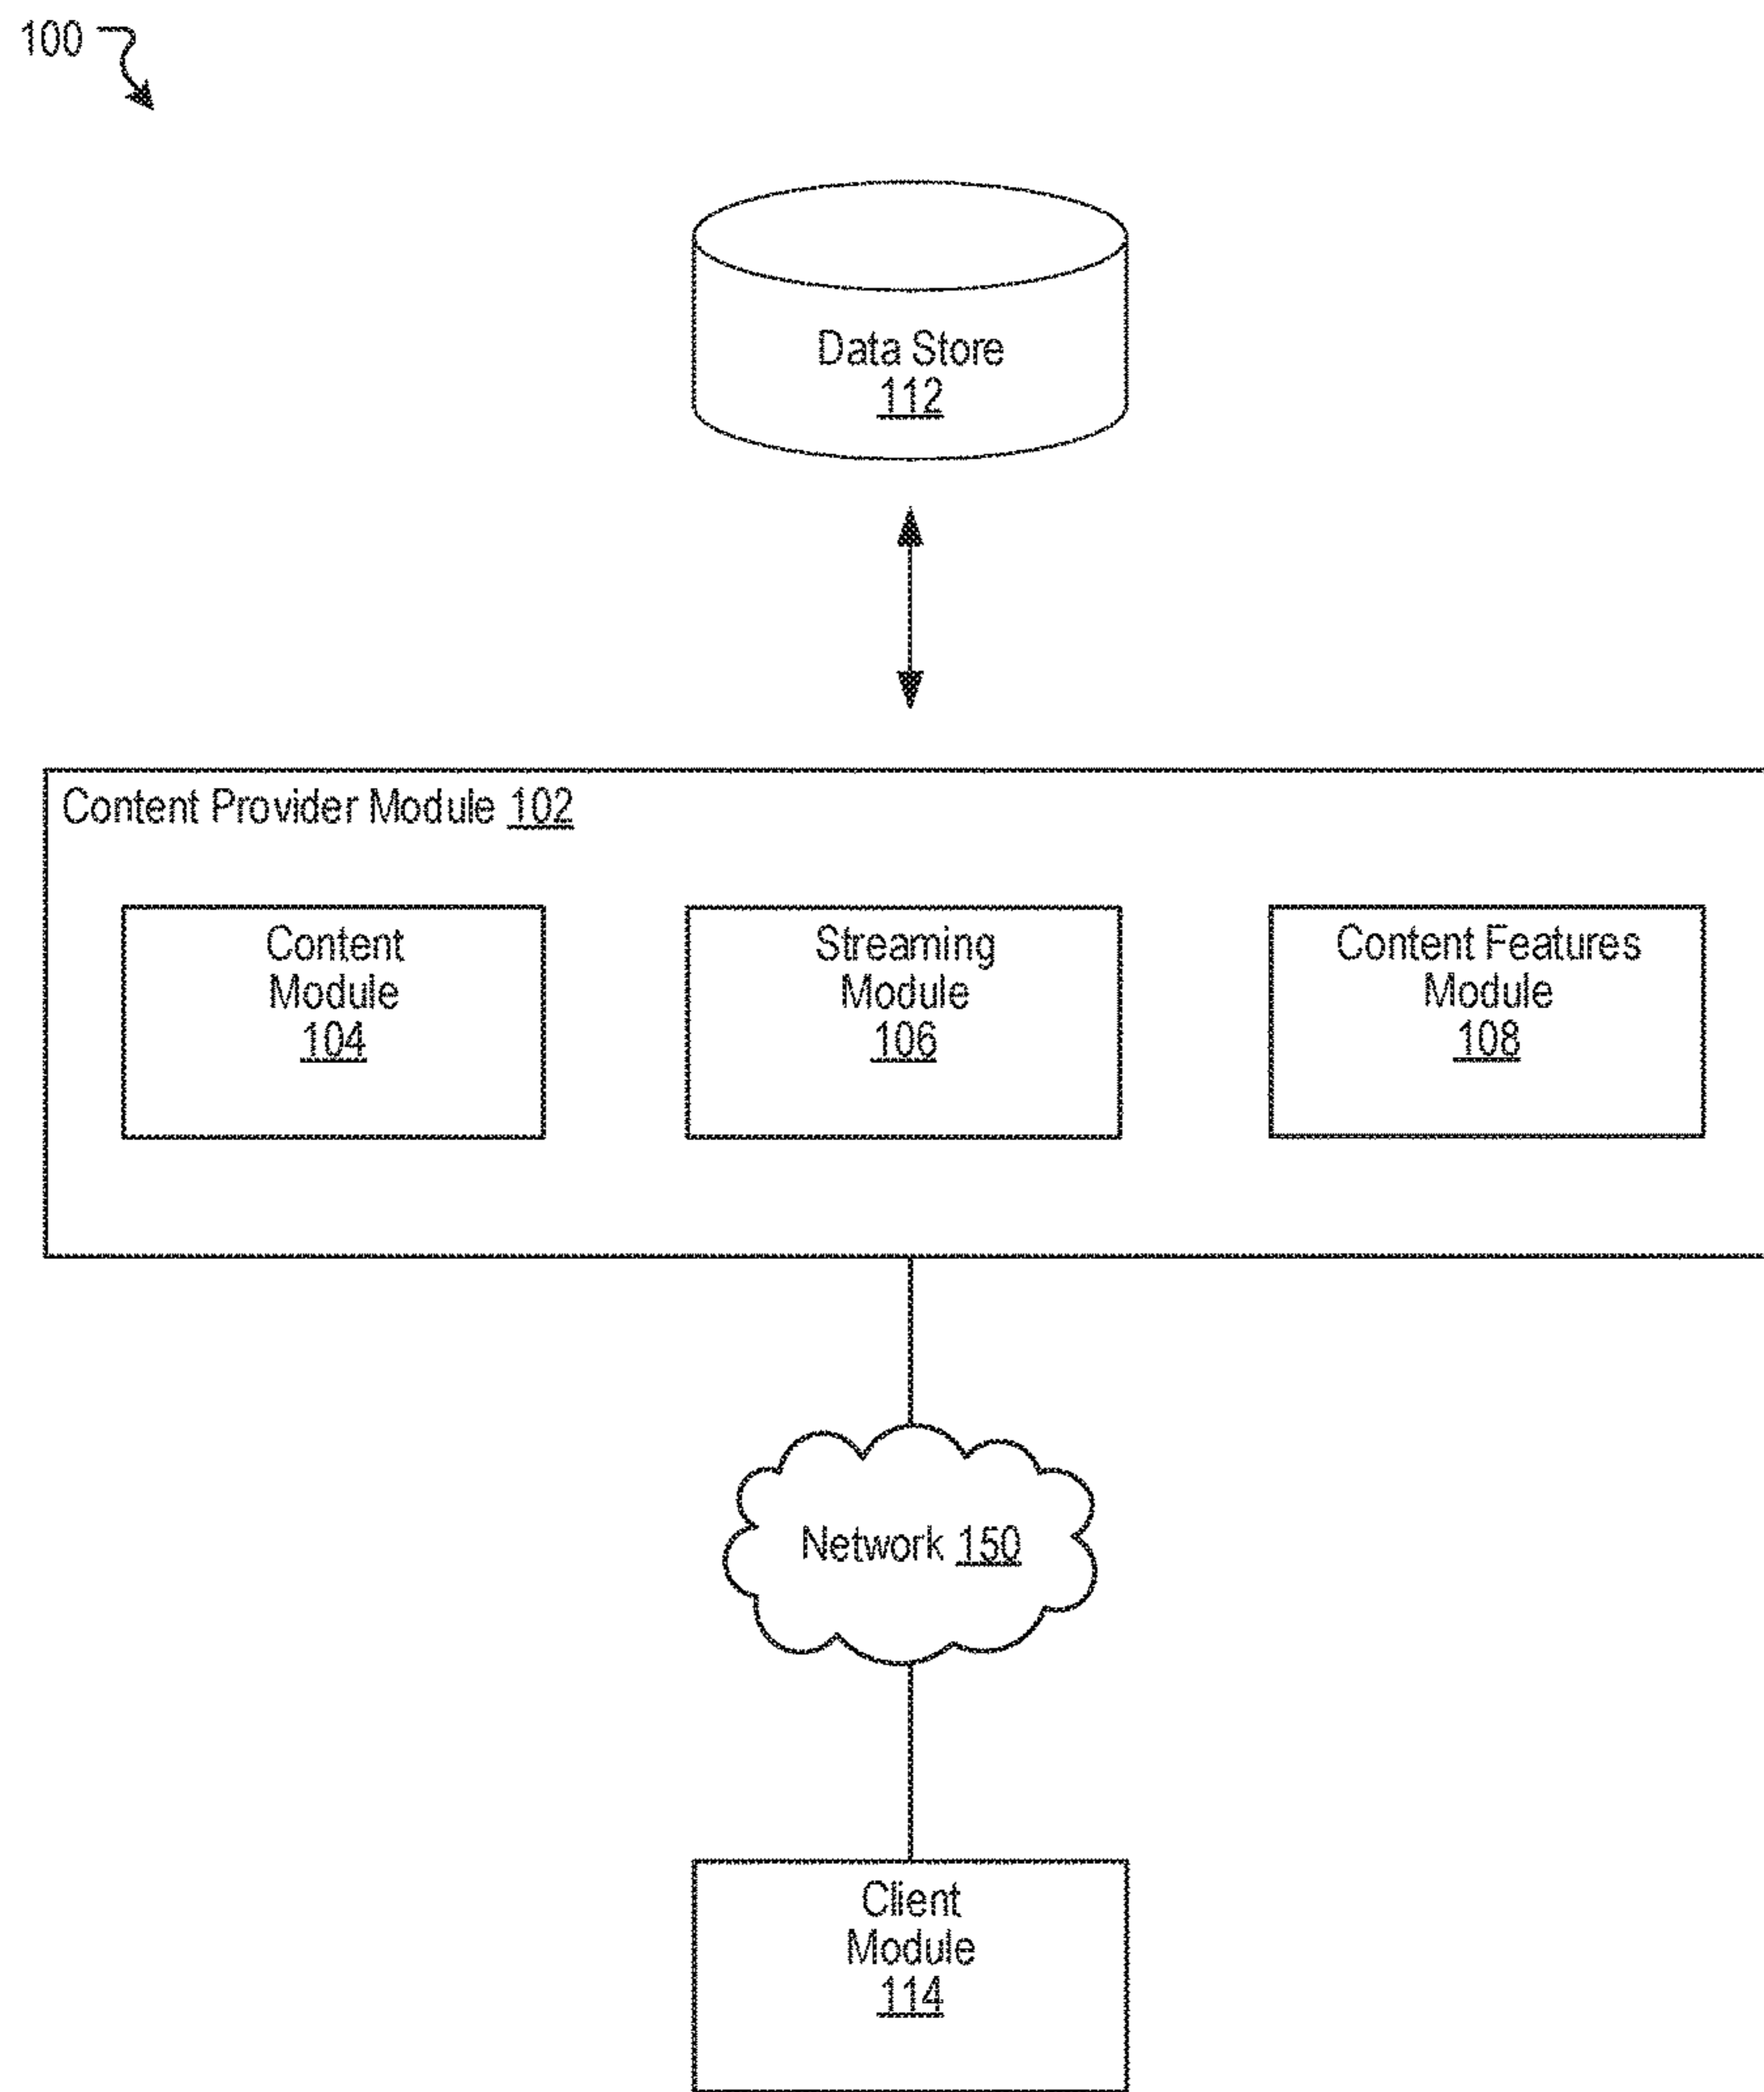 100
Data Store
112
Content Provider Module 102
Content
Module
104
Streaming
Module
106
Content Features
Module
108
Network 150
Client
Module
114